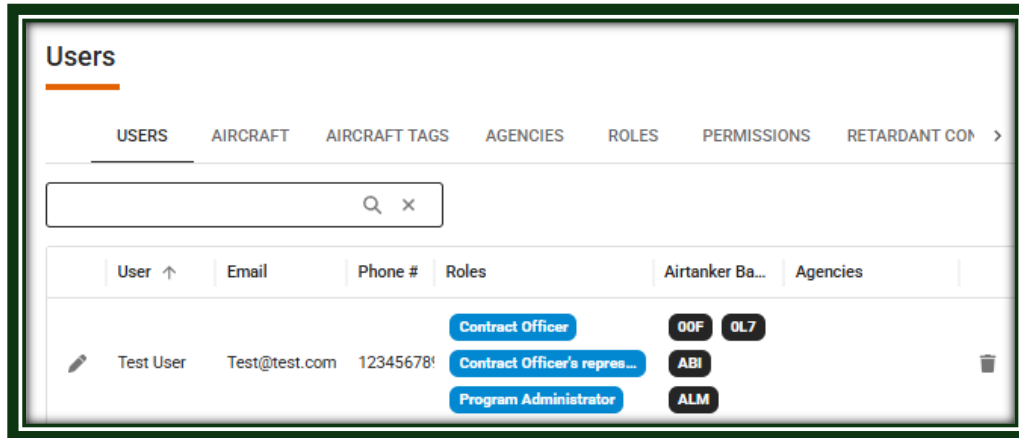 Users
USERS AIRCRAFT AIRCRAFT TAGS AGENCIES ROLES PERMISSIONS RETARDANT CON
User Email Phone # Roles Airtanker Ba... Agencies
Contract Officer 00F 0L7
Test User Test@test.com 123456789 Contract Officer's repres... ABI
Program Administrator ALM